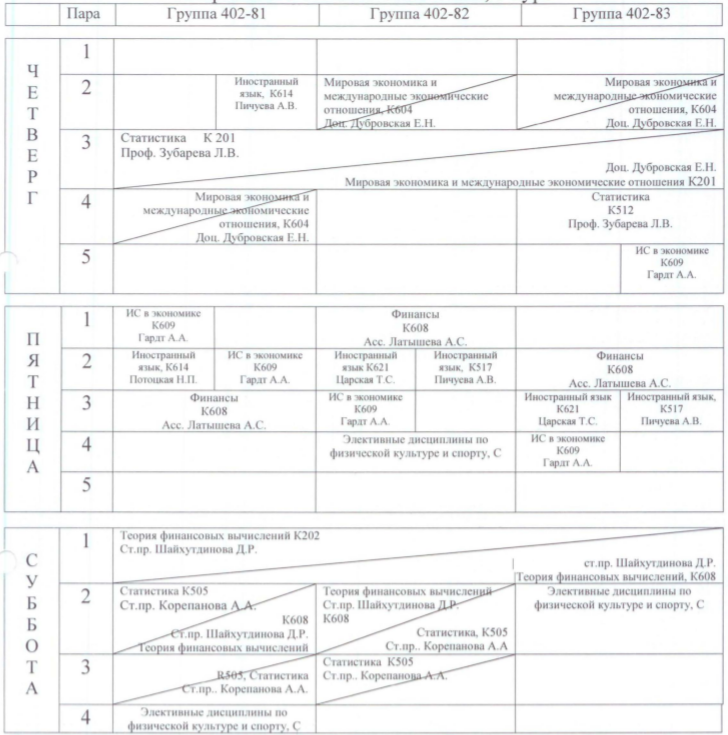 Пара Группа 402-81 Группа 402-82 Группа 402-83
ЧЕТВЕРГ
1
2
Иностранный
язык, К614
Пичуева А.В.
Мировая экономика и
международные экономические
отношения, К604
Доц. Дубровская Е.Н.
Мировая экономика и
международные экономические
отношения, К604
Доц. Дубровская Е.Н.
3
Статистика К 201
Проф. Зубарева Л.В.
Доц. Дубровская Е.Н.
Мировая экономика и международные экономические отношения К201
4
Мировая экономика и
международные экономические
отношения, К604
Доц. Дубровская Е.Н.
Статистика
К512
Проф. Зубарева Л.В.
5
ИС в экономике
К609
Гардт А.А.
ПЯТНИЦА
1
ИС в экономике
К609
Гардт А.А.
Финансы
К608
Асс. Латышева А.С.
2
Иностранный
язык, К614
Потоцкая Н.П.
ИС в экономике
К609
Гардт А.А.
Иностранный
язык К621
Царская Т.С.
Иностранный
язык, К517
Пичуева А.В.
Финансы
К608
Асс. Латышева А.С.
3
Финансы
К608
Асс. Латышева А.С.
ИС в экономике
К609
Гардт А.А.
Иностранный язык
К621
Царская Т.С.
Иностранный язык,
К517
Пичуева А.В.
4
Элективные дисциплины по
физической культуре и спорту, С
ИС в экономике
К609
Гардт А.А.
5
СУББОТА
1
Теория финансовых вычислений К202
Ст.пр. Шайхутдинова Д.Р.
ст.пр. Шайхутдинова Д.Р.
Теория финансовых вычислений, К608
2
Статистика К505
Ст.пр. Корепанова А.А.
К608
Ст.пр. Шайхутдинова Д.Р.
Теория финансовых вычислений
Теория финансовых вычислений
Ст.пр. Шайхутдинова Д.Р.
К608
Статистика, К505
Ст.пр.. Корепанова А.А
Элективные дисциплины по
физической культуре и спорту, С
3
R505, Статистика
Ст.пр.. Корепанова А.А.
Статистика К505
Ст.пр.. Корепанова А.А.
4
Элективные дисциплины по
физической культуре и спорту, С